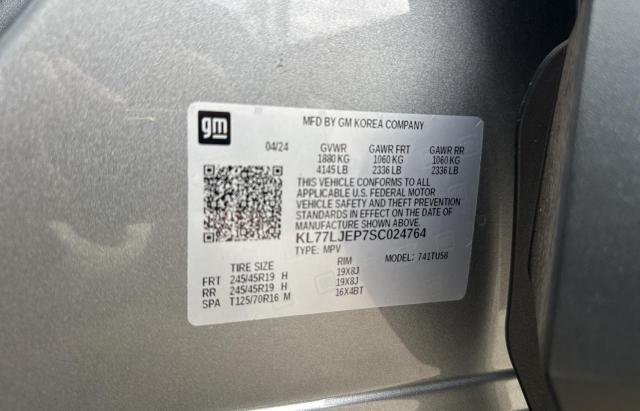 gm
MFD BY GM KOREA COMPANY
04/24 GVWR GAWR FRT GAWR RR
1880 KG 1060 KG 1060 KG
4145 LB 2336 LB 2336 LB
THIS VEHICLE CONFORMS TO ALL
APPLICABLE U.S. FEDERAL MOTOR
VEHICLE SAFETY AND THEFT PREVENTION
STANDARDS IN EFFECT ON THE DATE OF
MANUFACTURE SHOWN ABOVE.
KL77LJEP7SC024764
TYPE: MPV MODEL: 741TU58
TIRE SIZE RIM
FRT 245/45R19 H 19X8J
RR 245/45R19 H 19X8J
SPA T125/70R16 M 16X4BT